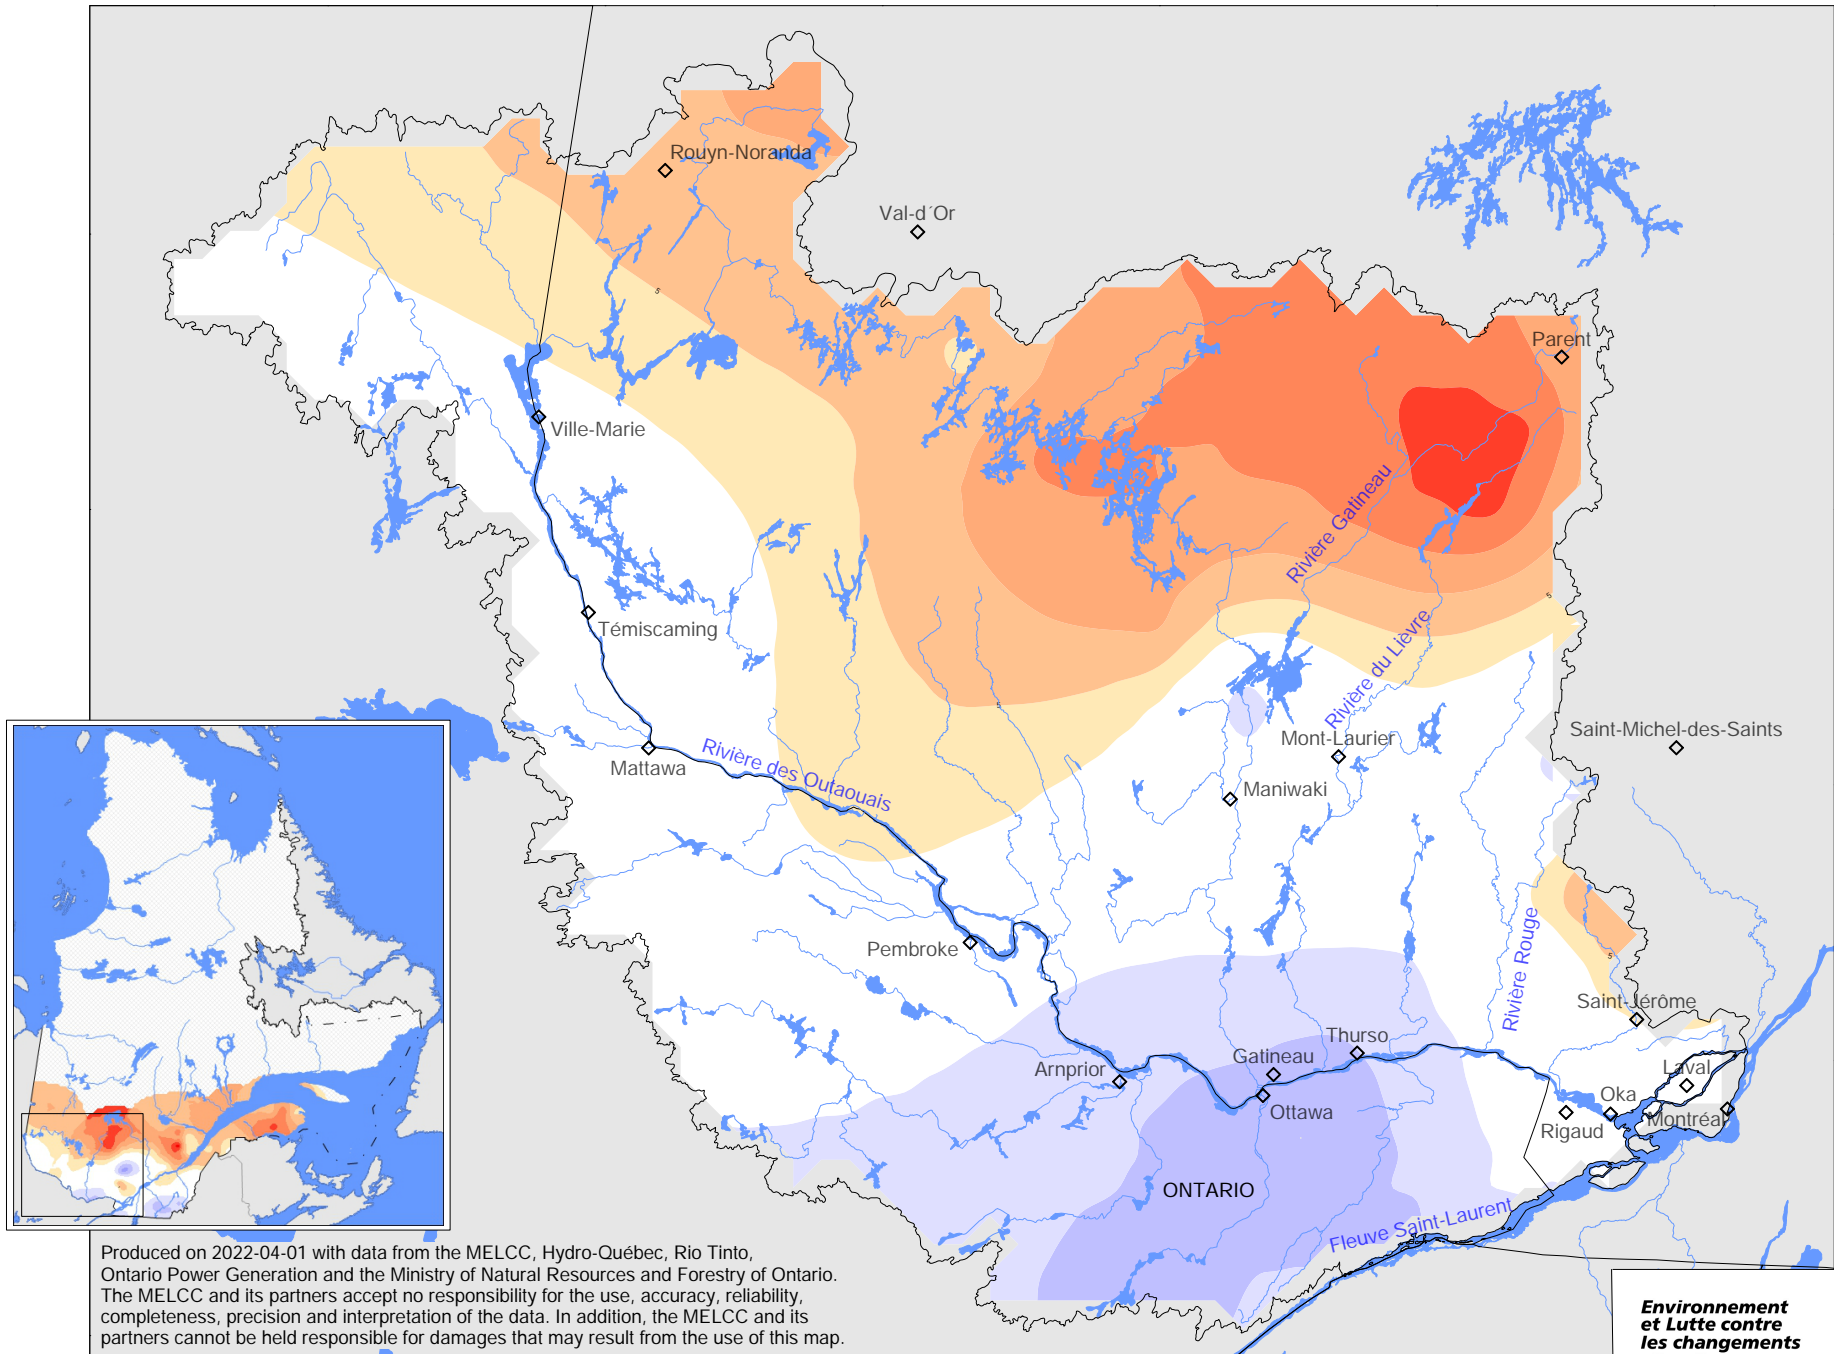 Rouyn-Noranda
Val-d´Or
Parent
5
Ville-Marie
Rivière Gatineau
5
Témiscaming
Rivière du Lièvre
5
Saint-Michel-des-Saints
Mont-Laurier
Rivière des Outaouais
Mattawa
Maniwaki
Pembroke
Rivière Rouge
5
Saint-Jérôme
Thurso
Gatineau
Arnprior
Laval
Ottawa
Oka
Montréal
Rigaud
ONTARIO
Fleuve Saint-Laurent
Produced on 2022-04-01 with data from the MELCC, Hydro-Québec, Rio Tinto,
Ontario Power Generation and the Ministry of Natural Resources and Forestry of Ontario.
The MELCC and its partners accept no responsibility for the use, accuracy, reliability,
completeness, precision and interpretation of the data. In addition, the MELCC and its
partners cannot be held responsible for damages that may result from the use of this map.
Environnement
et Lutte contre
les changements